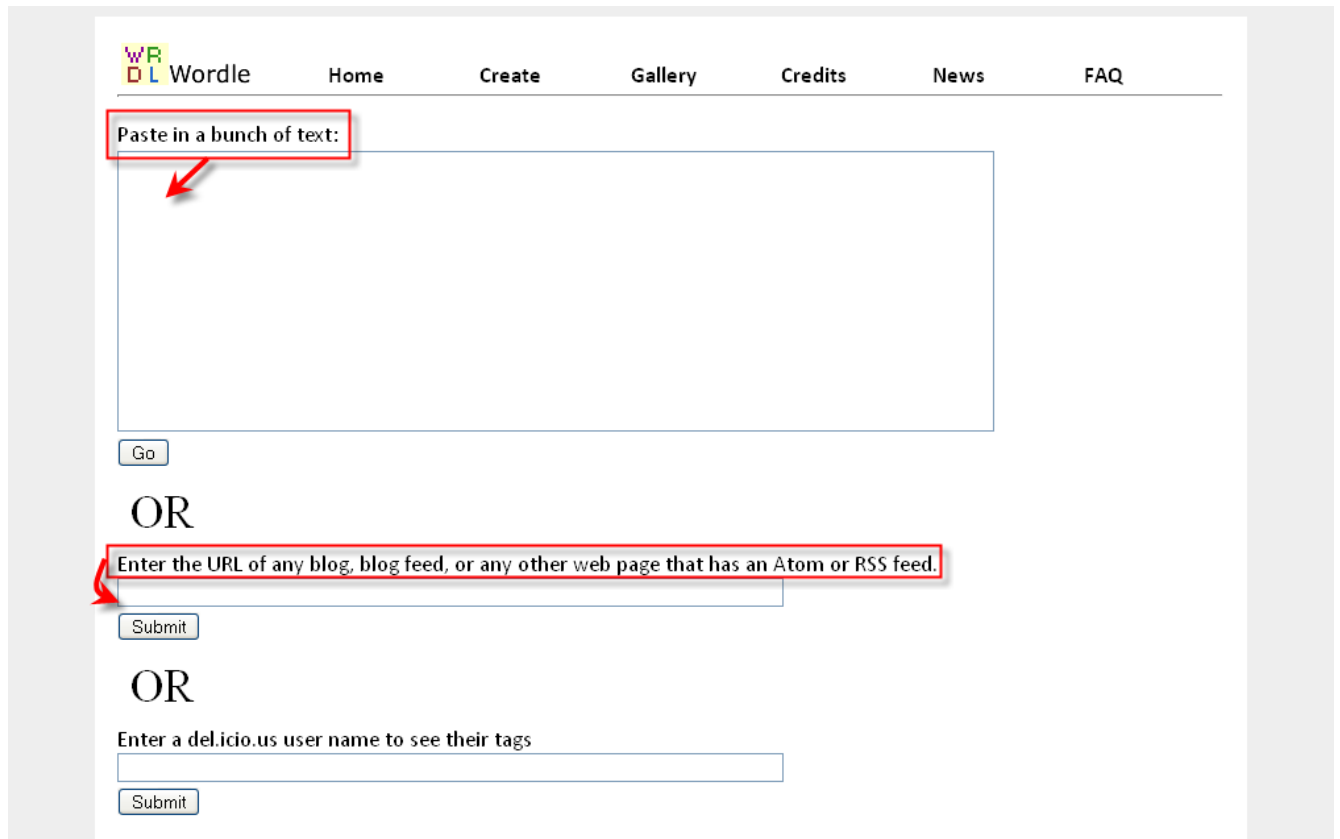 WR
DL Wordle Home Create Gallery Credits News FAQ
Paste in a bunch of text:
Go
OR
Enter the URL of any blog, blog feed, or any other web page that has an Atom or RSS feed.
Submit
OR
Enter a del.icio.us user name to see their tags
Submit